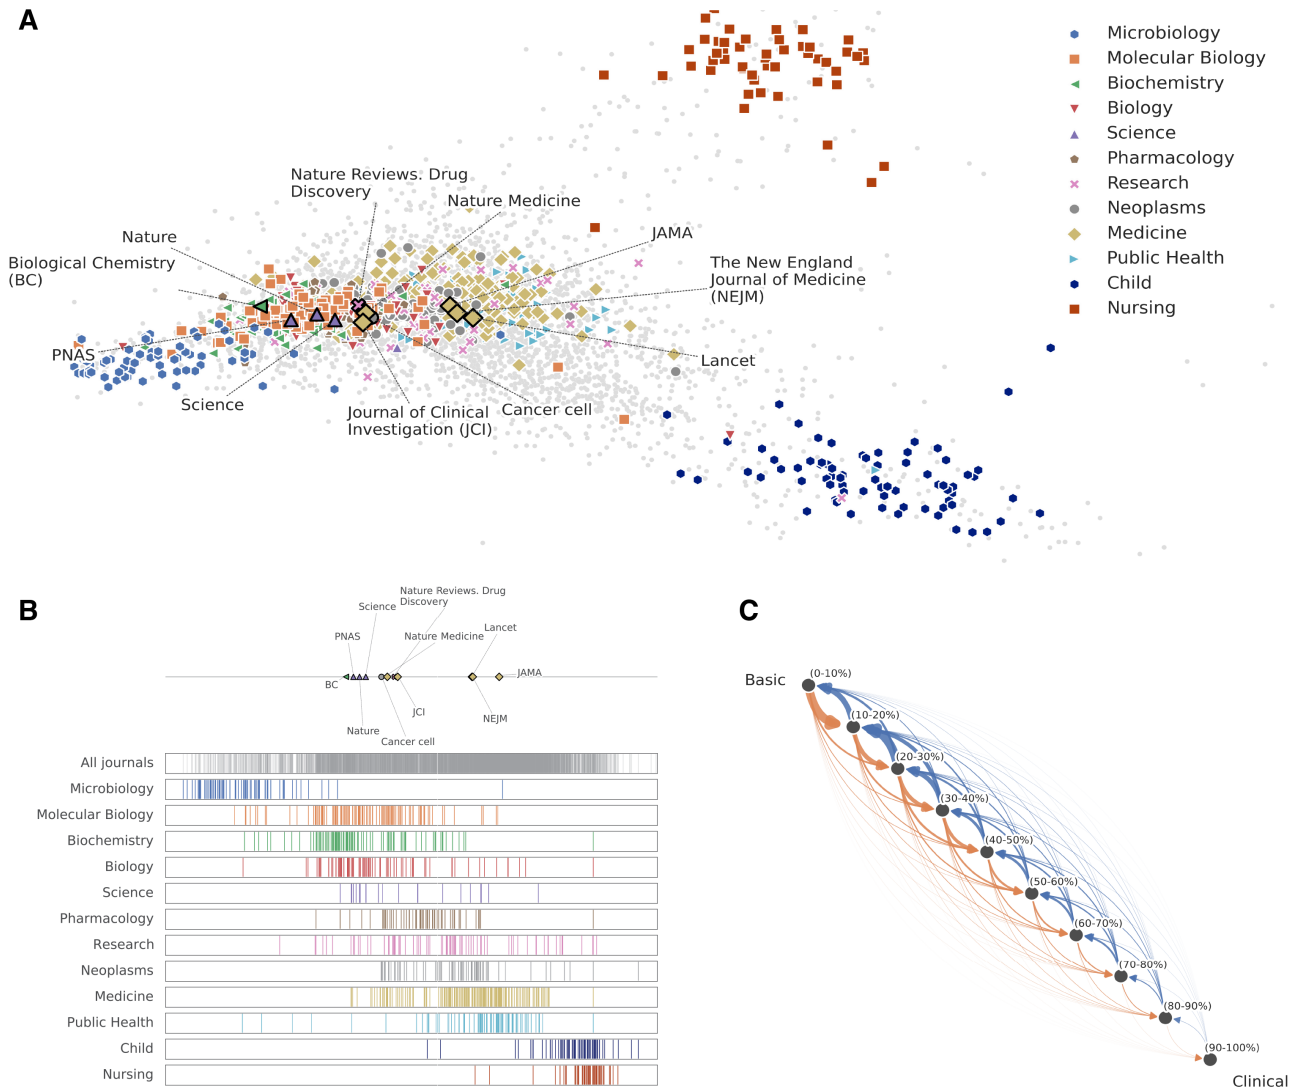 A
Microbiology
Molecular Biology
Biochemistry
Biology
Science
Pharmacology
Research
Neoplasms
Medicine
Public Health
Child
Nursing
Nature Reviews. Drug
Discovery
Nature Medicine
Nature
JAMA
Biological Chemistry
(BC)
The New England
Journal of Medicine
(NEJM)
PNAS
Lancet
Science
Journal of Clinical
Investigation (JCI)
Cancer cell
B
Nature Reviews. Drug
Discovery
Science
PNAS
Nature Medicine
Lancet
BC
JAMA
JCI
NEJM
Nature
Cancer cell
All journals
Microbiology
Molecular Biology
Biochemistry
Biology
Science
Pharmacology
Research
Neoplasms
Medicine
Public Health
Child
Nursing
C
Basic
(0-10%)
(10-20%)
(20-30%)
(30-40%)
(40-50%)
(50-60%)
(60-70%)
(70-80%)
(80-90%)
(90-100%)
Clinical